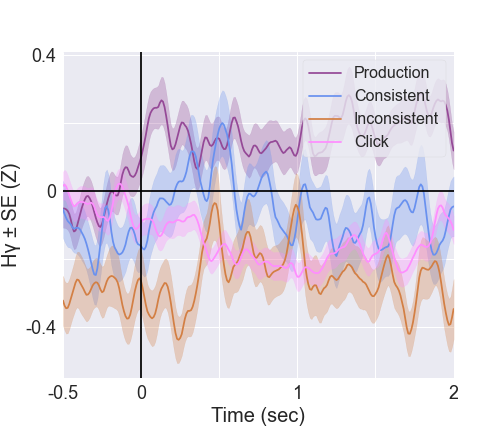 0.4
0
-0.4
Hγ ± SE (Z)
Production
Consistent
Inconsistent
Click
-0.5
0
1
2
Time (sec)